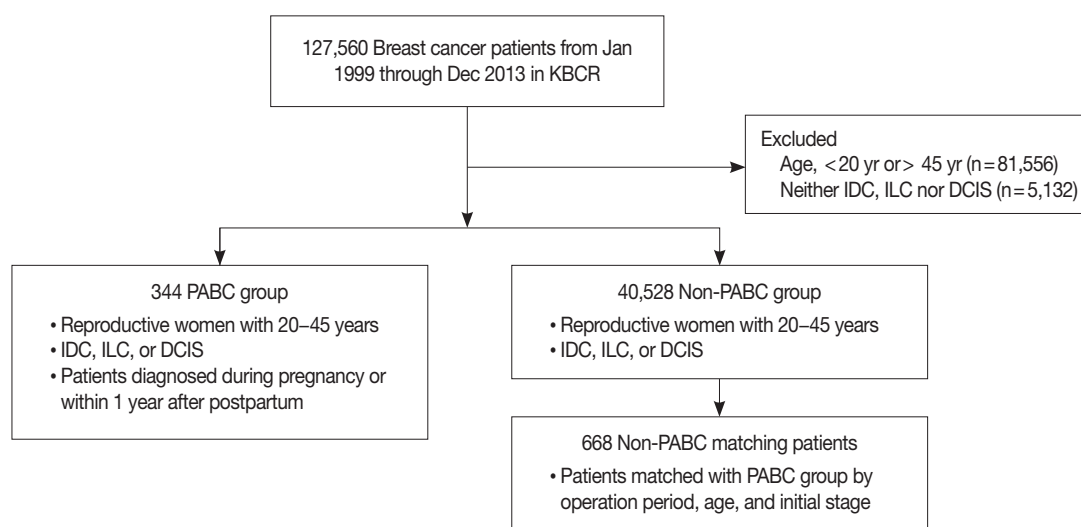 127,560 Breast cancer patients from Jan
1999 through Dec 2013 in KBCR
Excluded
Age, <20 yr or> 45 yr (n=81,556)
Neither IDC, ILC nor DCIS (n=5,132)
344 PABC group
• Reproductive women with 20–45 years
• IDC, ILC, or DCIS
• Patients diagnosed during pregnancy or
within 1 year after postpartum
40,528 Non-PABC group
• Reproductive women with 20–45 years
• IDC, ILC, or DCIS
668 Non-PABC matching patients
• Patients matched with PABC group by
operation period, age, and initial stage